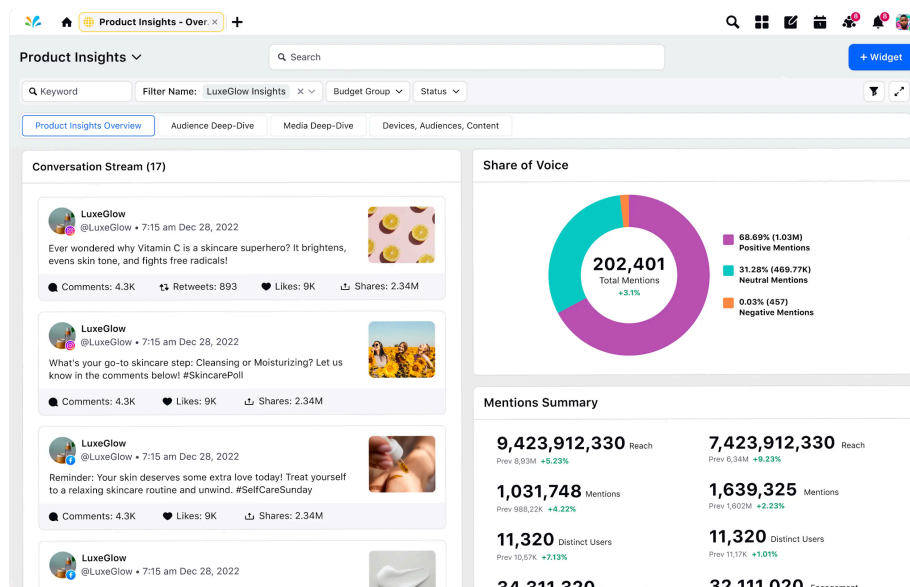 Product Insights - Over
8
8
Product Insights
Search
+ Widget
Keyword
Filter Name: LuxeGlow Insights
Budget Group
Status
Product Insights Overview
Audience Deep-Dive
Media Deep-Dive
Devices, Audiences, Content
Conversation Stream (17)
LuxeGlow
@LuxeGlow • 7:15 am Dec 28, 2022
Ever wondered why Vitamin C is a skincare superhero? It brightens,
evens skin tone, and fights free radicals!
Comments: 4.3K Retweets: 893 Likes: 9K Shares: 2.34M
LuxeGlow
@LuxeGlow • 7:15 am Dec 28, 2022
What's your go-to skincare step: Cleansing or Moisturizing? Let us
know in the comments below! #SkincarePoll
Comments: 4.3K Likes: 9K Shares: 2.34M
LuxeGlow
@LuxeGlow • 7:15 am Dec 28, 2022
Reminder: Your skin deserves some extra love today! Treat yourself
to a relaxing skincare routine and unwind. #SelfCareSunday
Comments: 4.3K Likes: 9K Shares: 2.34M
LuxeGlow
@LuxeGlow • 7:15 am Dec 28, 2022
Share of Voice
202,401
Total Mentions
+3.1%
68.69% (1.03M)
Positive Mentions
31.28% (469.77K)
Neutral Mentions
0.03% (457)
Negative Mentions
Mentions Summary
9,423,912,330 Reach
Prev 8,93M +5.23%
7,423,912,330 Reach
Prev 6,34M +9.23%
1,031,748 Mentions
Prev 988,22K +4.22%
1,639,325 Mentions
Prev 1,602M +2.23%
11,320 Distinct Users
Prev 10,57K +7.13%
11,320 Distinct Users
Prev 11,17K +1.01%
34,311,320
32,111,020 Engagement